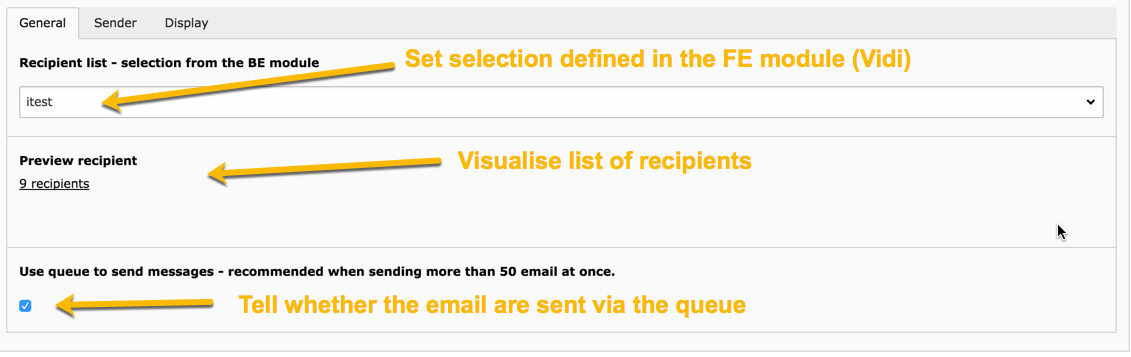 General Sender Display
Recipient list - selection from the BE module
Set selection defined in the FE module (Vidi)
itest
Preview recipient
Visualise list of recipients
9 recipients
Use queue to send messages - recommended when sending more than 50 email at once.
Tell whether the email are sent via the queue